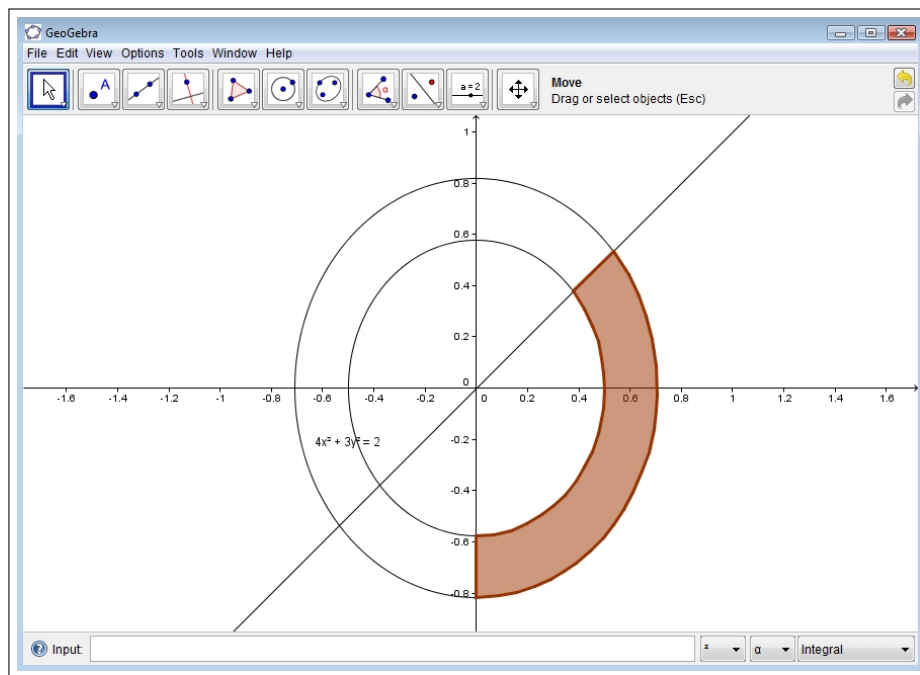 GeoGebra
File Edit View Options Tools Window Help
A
α
a = 2
Move
Drag or select objects (Esc)
1
0.8
0.6
0.4
0.2
0
-1.6 -1.4 -1.2 -1 -0.8 -0.6 -0.4 -0.2 0 0.2 0.4 0.6 0.8 1 1.2 1.4 1.6
-0.2
4x² + 3y² = 2
-0.4
-0.6
-0.8
Input:
² α Integral